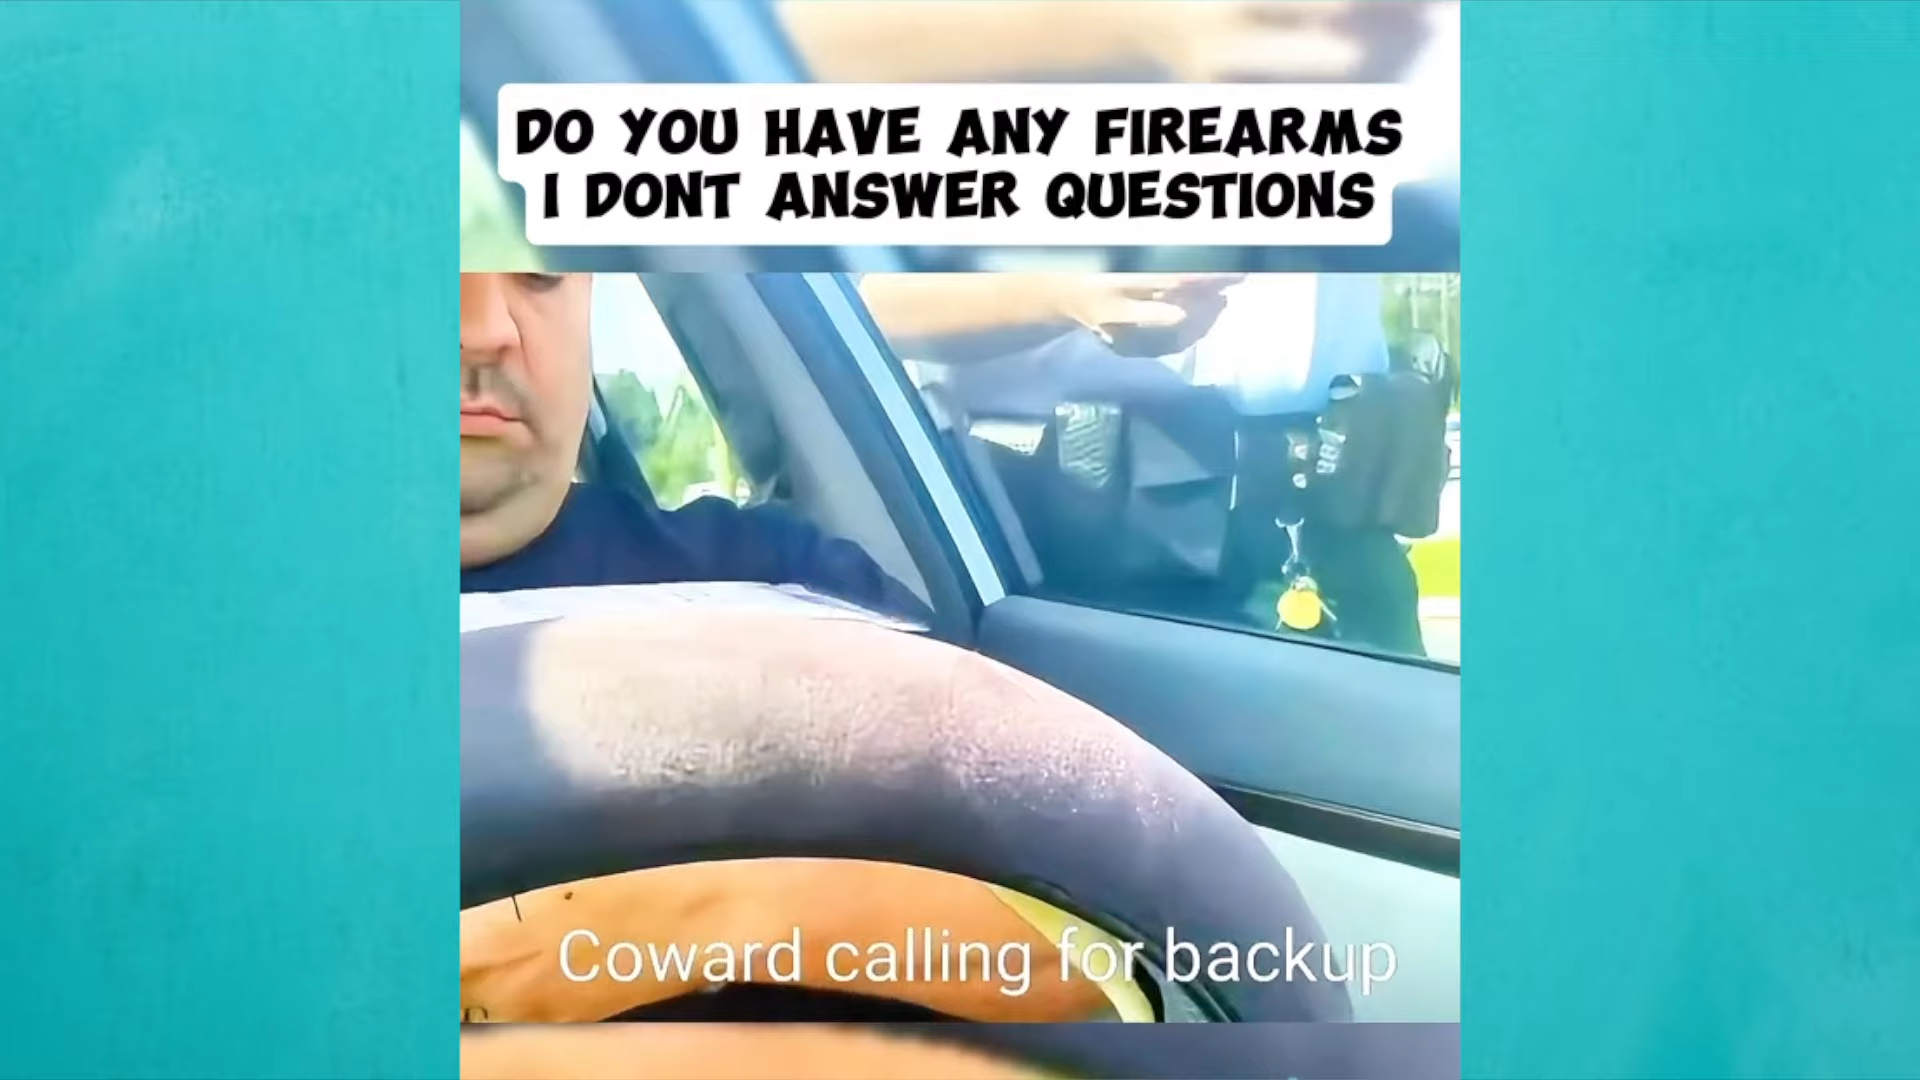 DO YOU HAVE ANY FIREARMS
I DONT ANSWER QUESTIONS
Coward calling for backup